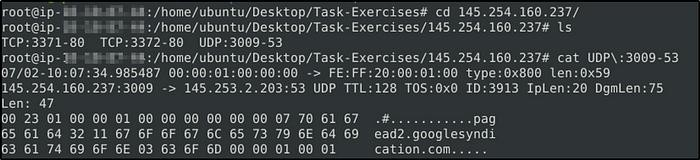 root@ip-:/home/ubuntu/Desktop/Task-Exercises# cd 145.254.160.237/
root@ip-:/home/ubuntu/Desktop/Task-Exercises/145.254.160.237# ls
TCP:3371-80  TCP:3372-80  UDP:3009-53
root@ip-:/home/ubuntu/Desktop/Task-Exercises/145.254.160.237# cat UDP\:3009-53
07/02-10:07:34.985487 00:00:01:00:00:00 -> FE:FF:20:00:01:00 type:0x800 len:0x59
145.254.160.237:3009 -> 145.253.2.203:53 UDP TTL:128 TOS:0x0 ID:3913 IpLen:20 DgmLen:75
Len: 47
00 23 01 00 00 01 00 00 00 00 00 00 07 70 61 67  .#...........pag
65 61 64 32 11 67 6F 6F 67 6C 65 73 79 6E 64 69  ead2.googlesyndi
63 61 74 69 6F 6E 03 63 6F 6D 00 00 01 00 01     cation.com.....